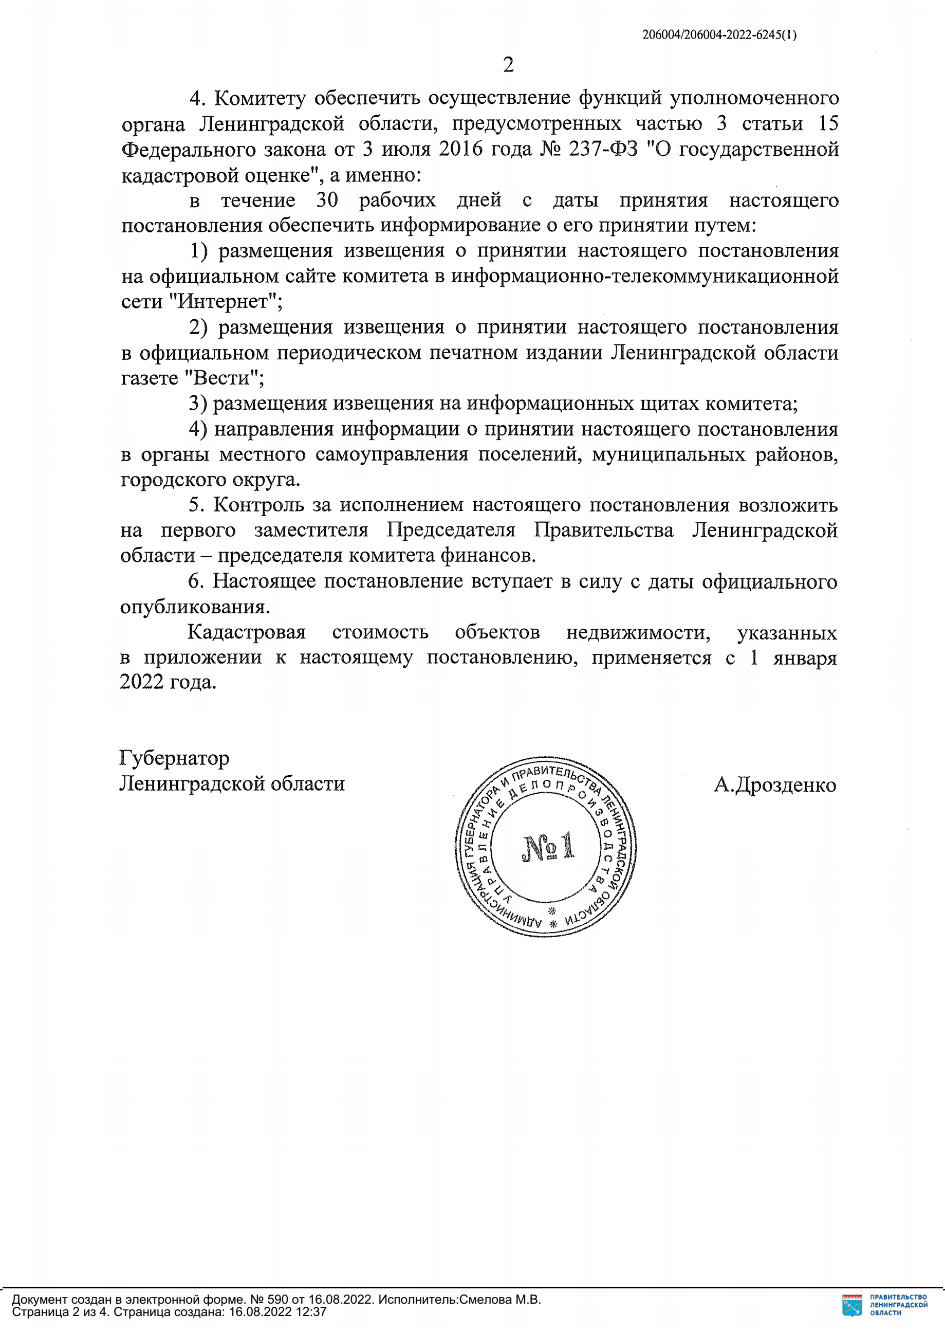 206004/206004-2022-6245(1)
2
4. Комитету обеспечить осуществление функций уполномоченного
органа Ленинградской области, предусмотренных частью 3 статьи 15
Федерального закона от 3 июля 2016 года № 237-ФЗ "О государственной
кадастровой оценке", а именно:
в течение 30 рабочих дней с даты принятия настоящего
постановления обеспечить информирование о его принятии путем:
1) размещения извещения о принятии настоящего постановления
на официальном сайте комитета в информационно-телекоммуникационной
сети "Интернет";
2) размещения извещения о принятии настоящего постановления
в официальном периодическом печатном издании Ленинградской области
газете "Вести";
3) размещения извещения на информационных щитах комитета;
4) направления информации о принятии настоящего постановления
в органы местного самоуправления поселений, муниципальных районов,
городского округа.
5. Контроль за исполнением настоящего постановления возложить
на первого заместителя Председателя Правительства Ленинградской
области – председателя комитета финансов.
6. Настоящее постановление вступает в силу с даты официального
опубликования.
Кадастровая стоимость объектов недвижимости, указанных
в приложении к настоящему постановлению, применяется с 1 января
2022 года.
Губернатор
Ленинградской области
А.Дрозденко
АДМИНИСТРАЦИЯ ГУБЕРНАТОРА И ПРАВИТЕЛЬСТВА ЛЕНИНГРАДСКОЙ ОБЛАСТИ
УПРАВЛЕНИЕ ДЕЛОПРОИЗВОДСТВА
№1
Документ создан в электронной форме. № 590 от 16.08.2022. Исполнитель:Смелова М.В.
Страница 2 из 4. Страница создана: 16.08.2022 12:37
ПРАВИТЕЛЬСТВО
ЛЕНИНГРАДСКОЙ
ОБЛАСТИ